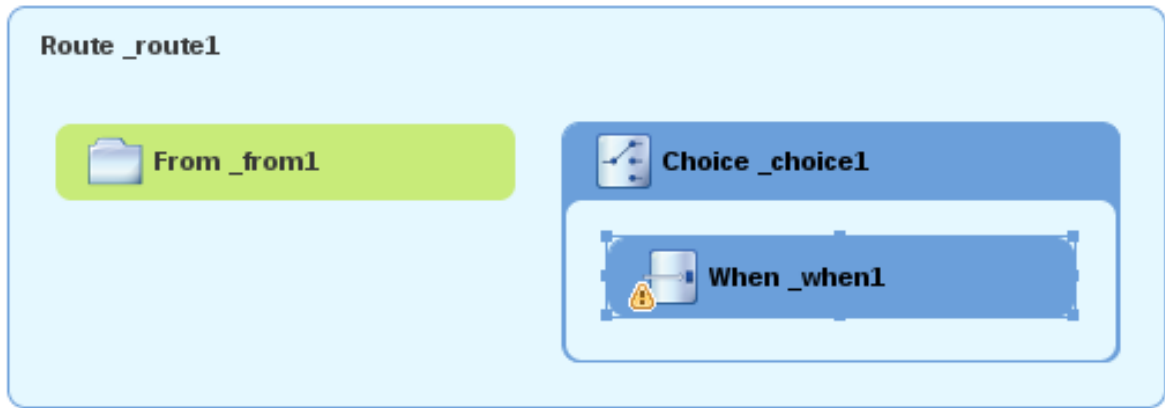 Route _route1
From _from1
Choice _choice1
When _when1